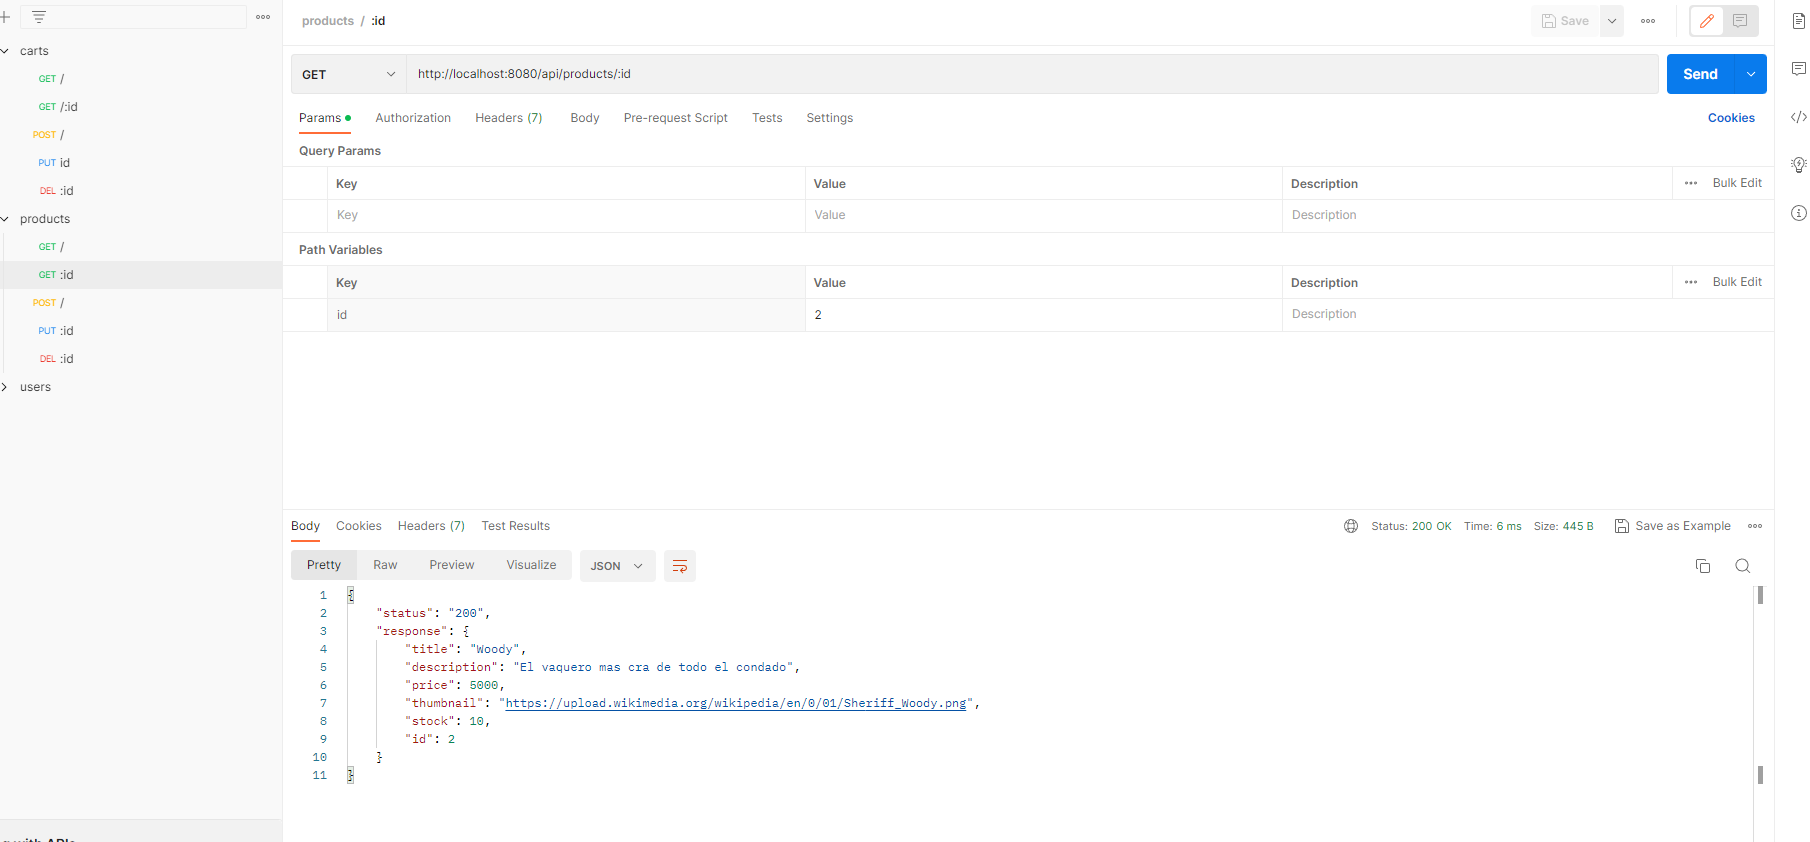 products / :id
Save
carts
GET /
GET /:id
POST /
PUT id
DEL :id
products
GET /
GET :id
POST /
PUT :id
DEL :id
users
GET
http://localhost:8080/api/products/:id
Send
Params
Authorization
Headers (7)
Body
Pre-request Script
Tests
Settings
Cookies
Query Params
Key Value Description Bulk Edit
Key Value Description
Path Variables
Key Value Description Bulk Edit
id 2 Description
Body Cookies Headers (7) Test Results
Status: 200 OK Time: 6 ms Size: 445 B Save as Example
Pretty Raw Preview Visualize JSON
1 {
2 "status": "200",
3 "response": {
4 "title": "Woody",
5 "description": "El vaquero mas cra de todo el condado",
6 "price": 5000,
7 "thumbnail": "https://upload.wikimedia.org/wikipedia/en/0/01/Sheriff_Woody.png",
8 "stock": 10,
9 "id": 2
10 }
11 }